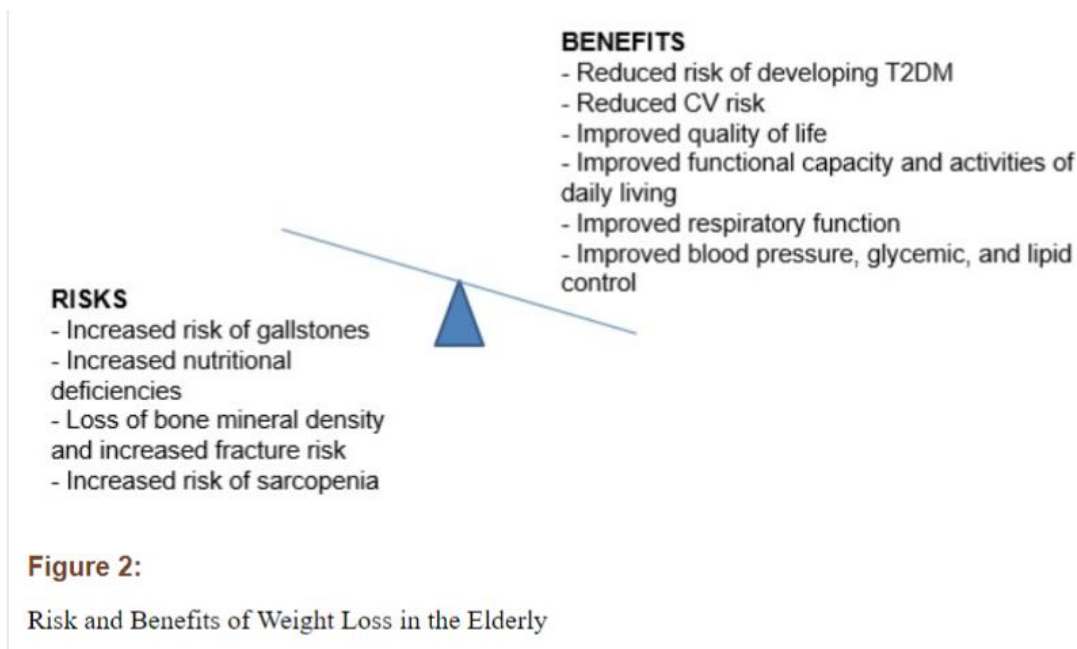 BENEFITS
- Reduced risk of developing T2DM
- Reduced CV risk
- Improved quality of life
- Improved functional capacity and activities of
daily living
- Improved respiratory function
- Improved blood pressure, glycemic, and lipid
control
RISKS
- Increased risk of gallstones
- Increased nutritional
deficiencies
- Loss of bone mineral density
and increased fracture risk
- Increased risk of sarcopenia
Figure 2:
Risk and Benefits of Weight Loss in the Elderly